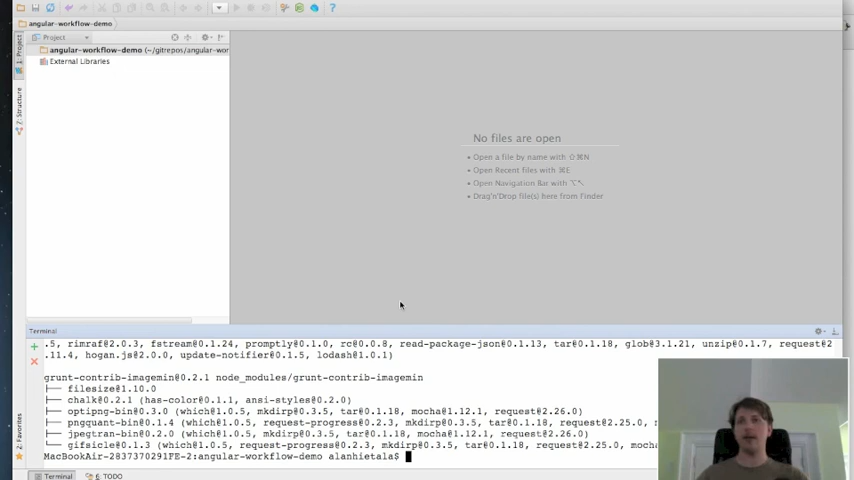 angular-workflow-demo
1: Project
Project
angular-workflow-demo (~/gitrepos/angular-wor
External Libraries
7: Structure
No files are open
• Open a file by name with ⇧⌘N
• Open Recent files with ⌘E
• Open Navigation Bar with ⌥↖
• Drag'n'Drop file(s) here from Finder
Terminal
.5, rimraf@2.0.3, fstream@0.1.24, promptly@0.1.0, rc@0.0.8, read-package-json@0.1.13, tar@0.1.18, glob@3.1.21, unzip@0.1.7, request@2
.11.4, hogan.js@2.0.0, update-notifier@0.1.5, lodash@1.0.1)
grunt-contrib-imagemin@0.2.1 node_modules/grunt-contrib-imagemin
├── filesize@1.10.0
├── chalk@0.2.1 (has-color@0.1.1, ansi-styles@0.2.0)
├── optipng-bin@0.3.0 (which@1.0.5, mkdirp@0.3.5, tar@0.1.18, mocha@1.12.1, request@2.26.0)
├── pngquant-bin@0.1.4 (which@1.0.5, request-progress@0.2.3, mkdirp@0.3.5, tar@0.1.18, request@2.25.0, m
├── jpegtran-bin@0.2.0 (which@1.0.5, mkdirp@0.3.5, tar@0.1.18, mocha@1.12.1, request@2.26.0)
└── gifsicle@0.1.3 (which@1.0.5, request-progress@0.2.3, mkdirp@0.3.5, tar@0.1.18, request@2.25.0, mocha
MacBookAir-2837370291FE-2:angular-workflow-demo alanhietala$
2: Favorites
Terminal
6: TODO